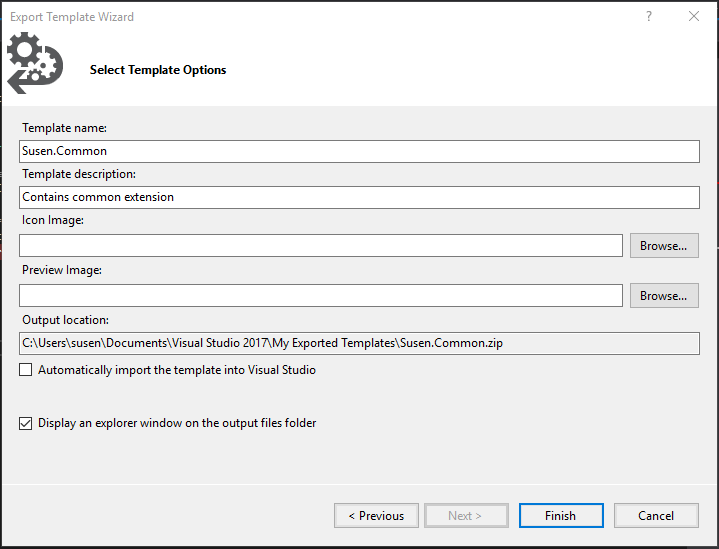 Export Template Wizard
?
Select Template Options
Template name:
Susen.Common
Template description:
Contains common extension
Icon Image:
Browse...
Preview Image:
Browse...
Output location:
C:\Users\susen\Documents\Visual Studio 2017\My Exported Templates\Susen.Common.zip
Automatically import the template into Visual Studio
Display an explorer window on the output files folder
< Previous Next > Finish Cancel